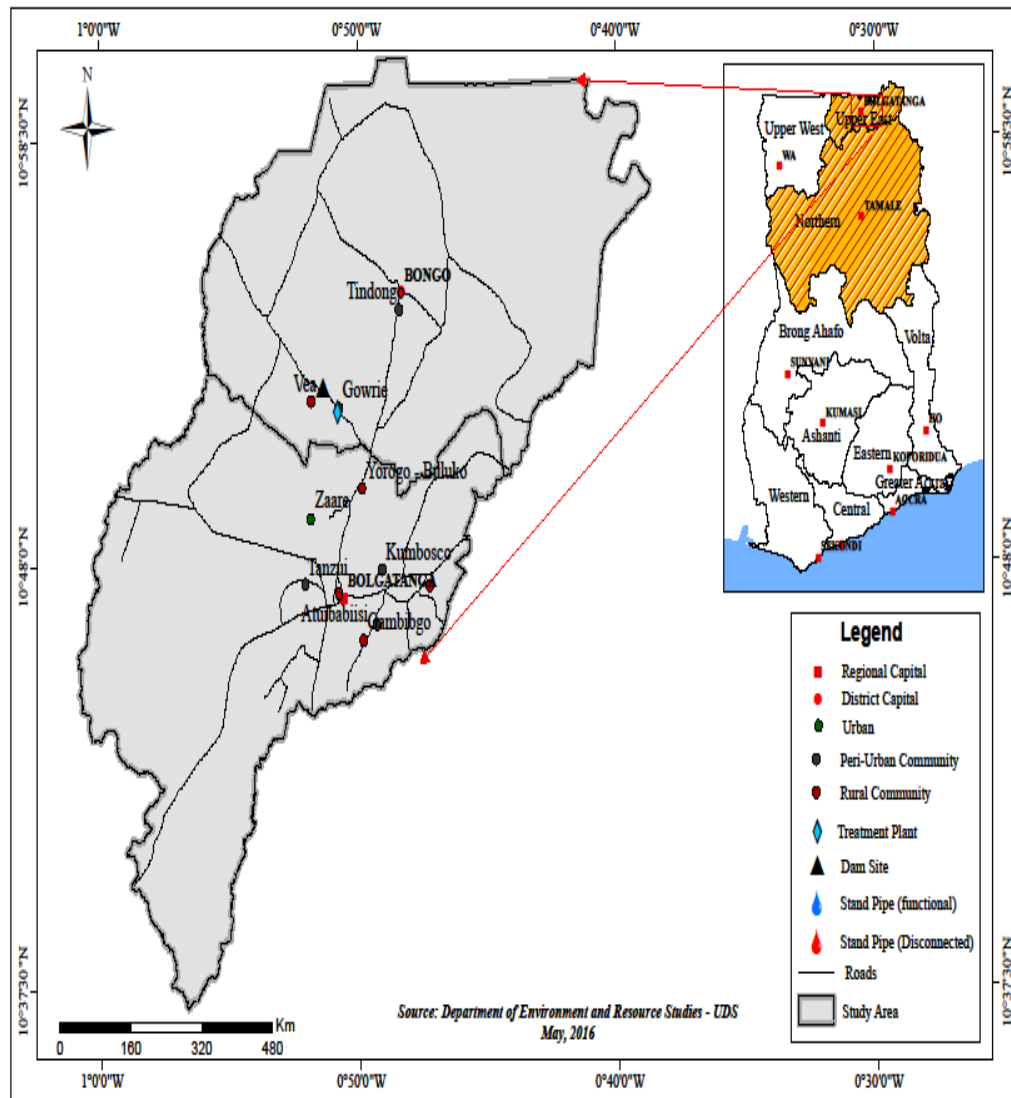 1°0'0"W 0°50'0"W 0°40'0"W 0°30'0"W
N
10°58'30"N
10°58'30"N
BOLGATANGA
Upper East
Upper West
WA
TAMALE
Northern
BONGO
Tindong
Brong Ahafo
Volta
SUNYANI
Vea
Gowrie
KUMASI
HO
Ashanti
Eastern
KOFORIDUA
Yorogo - Buluko
Greater Accra
Zaare
Western
Central
ACCRA
SEKONDI
Kumbosco
10°48'0"N
10°48'0"N
Tanzui
BOLGATANGA
Atuibabiisi
Gambibgo
Legend
Regional Capital
District Capital
Urban
Peri-Urban Community
Rural Community
Treatment Plant
Dam Site
Stand Pipe (functional)
Stand Pipe (Disconnected)
Roads
Study Area
10°37'30"N
10°37'30"N
Source: Department of Environment and Resource Studies - UDS
May, 2016
Km
0 160 320 480
1°0'0"W 0°50'0"W 0°40'0"W 0°30'0"W